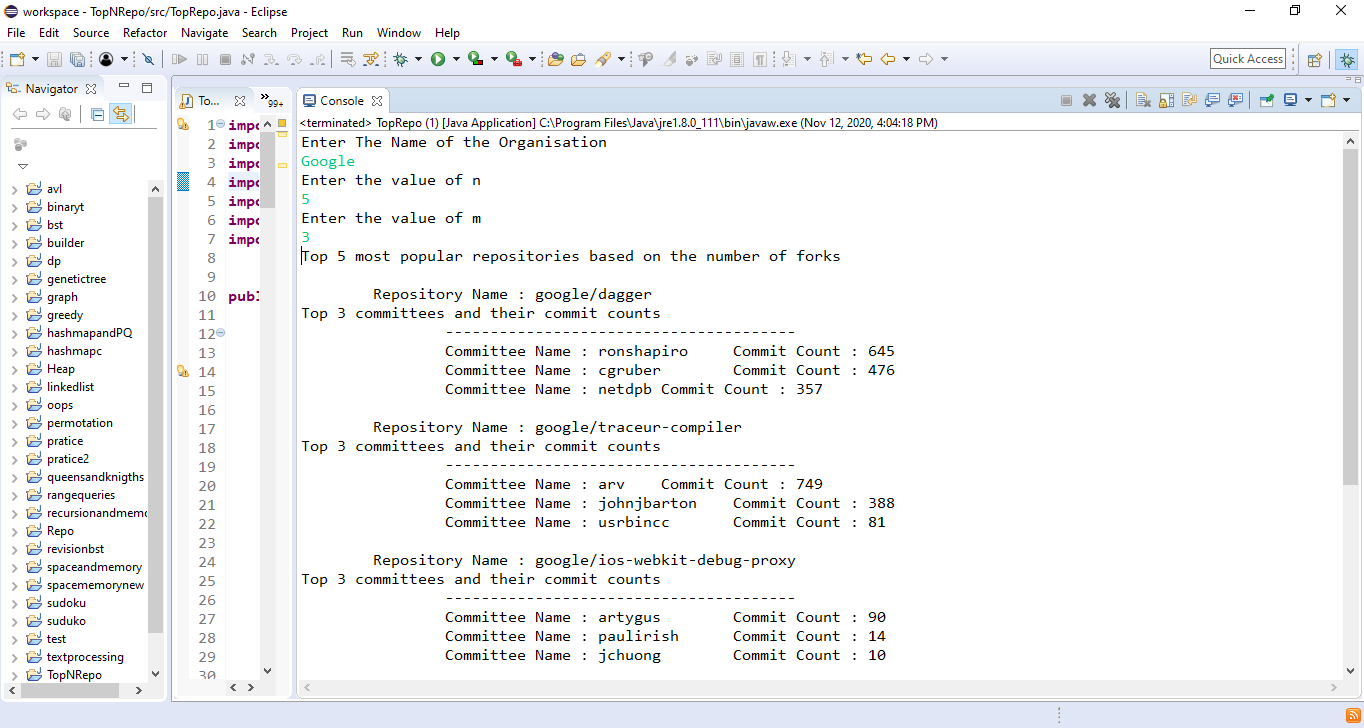 workspace - TopNRepo/src/TopRepo.java - Eclipse
File Edit Source Refactor Navigate Search Project Run Window Help
Quick Access
Navigator
To...
99+
Console
<terminated> TopRepo (1) [Java Application] C:\Program Files\Java\jre1.8.0_111\bin\javaw.exe (Nov 12, 2020, 4:04:18 PM)
avl
binaryt
bst
builder
dp
genetictree
graph
greedy
hashmapandPQ
hashmapc
Heap
linkedlist
oops
permotation
pratice
pratice2
queensandknigths
rangequeries
recursionandmemo
Repo
revisionbst
spaceandmemory
spacememorynew
sudoku
suduko
test
textprocessing
TopNRepo
1 impo
2 impo
3 impo
4 impo
5 impo
6 impo
7 impo
8
9
10 publ
11
12
13
14
15
16
17
18
19
20
21
22
23
24
25
26
27
28
29
30
Enter The Name of the Organisation
Google
Enter the value of n
5
Enter the value of m
3
Top 5 most popular repositories based on the number of forks
Repository Name : google/dagger
Top 3 committees and their commit counts
---------------------------------------
Committee Name : ronshapiro Commit Count : 645
Committee Name : cgruber Commit Count : 476
Committee Name : netdpb Commit Count : 357
Repository Name : google/traceur-compiler
Top 3 committees and their commit counts
---------------------------------------
Committee Name : arv Commit Count : 749
Committee Name : johnjbarton Commit Count : 388
Committee Name : usrbincc Commit Count : 81
Repository Name : google/ios-webkit-debug-proxy
Top 3 committees and their commit counts
---------------------------------------
Committee Name : artygus Commit Count : 90
Committee Name : paulirish Commit Count : 14
Committee Name : jchuong Commit Count : 10